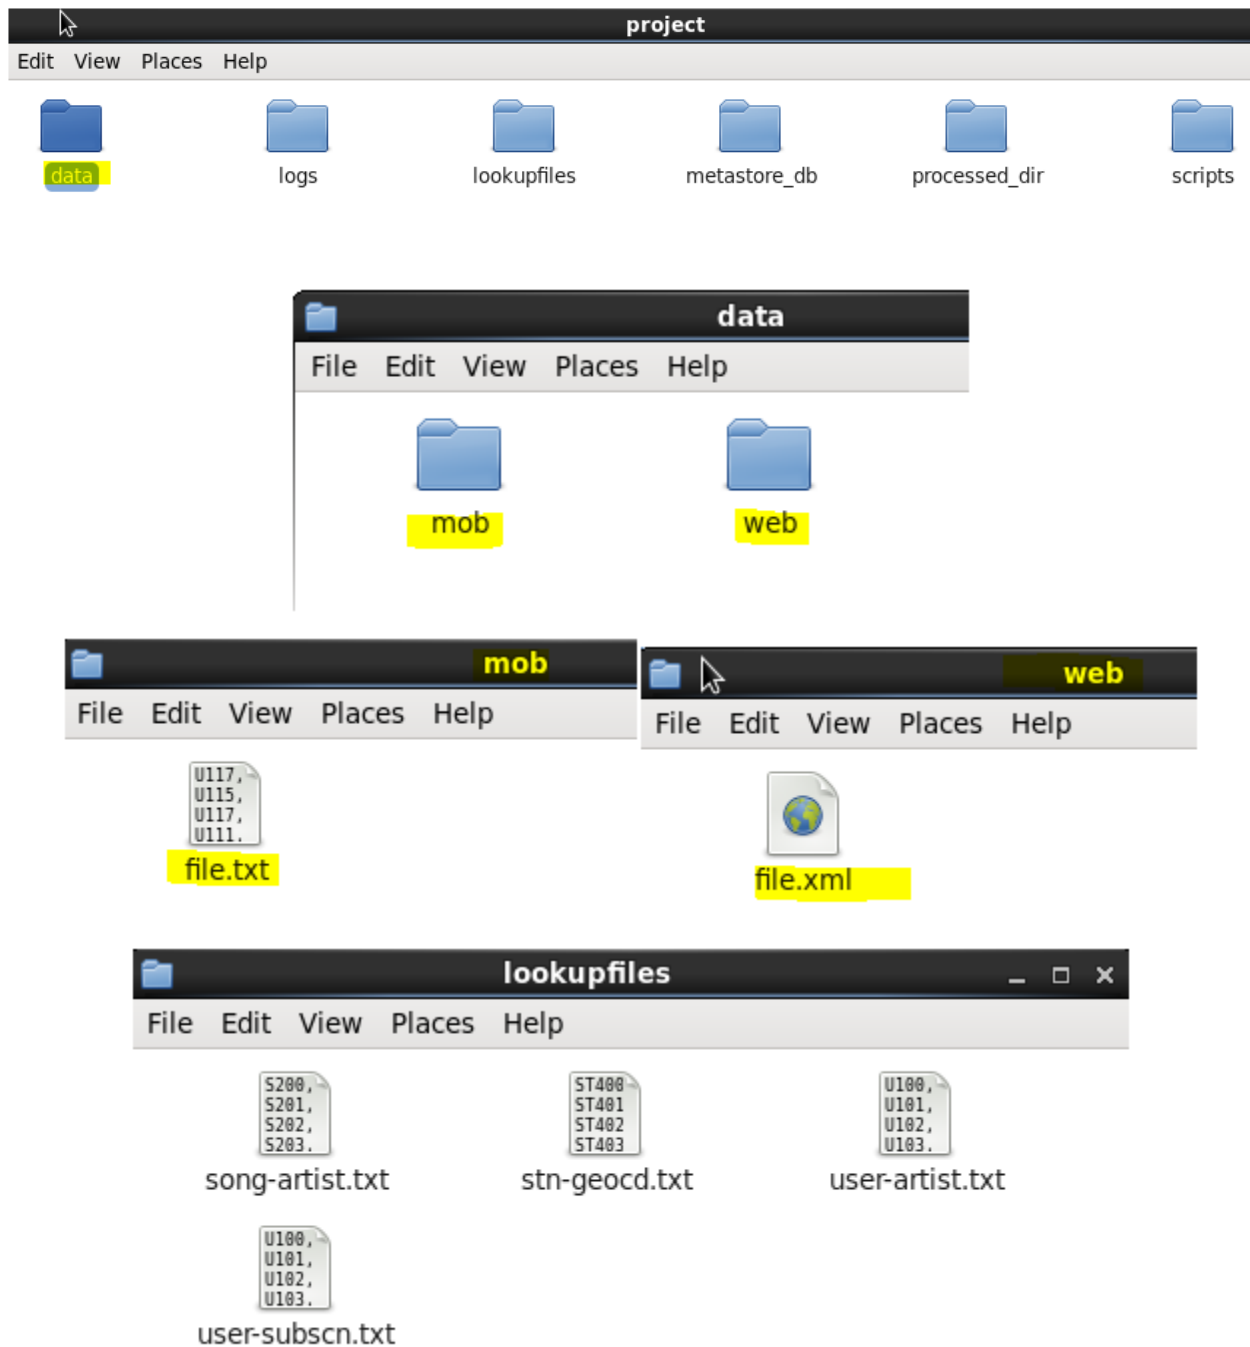 project
Edit View Places Help
data logs lookupfiles metastore_db processed_dir scripts
data
File Edit View Places Help
mob web
mob
File Edit View Places Help
U117,
U115,
U117,
U111.
file.txt
web
File Edit View Places Help
file.xml
lookupfiles
File Edit View Places Help
S200,
S201,
S202,
S203.
song-artist.txt
ST400
ST401
ST402
ST403
stn-geocd.txt
U100,
U101,
U102,
U103.
user-artist.txt
U100,
U101,
U102,
U103.
user-subscn.txt